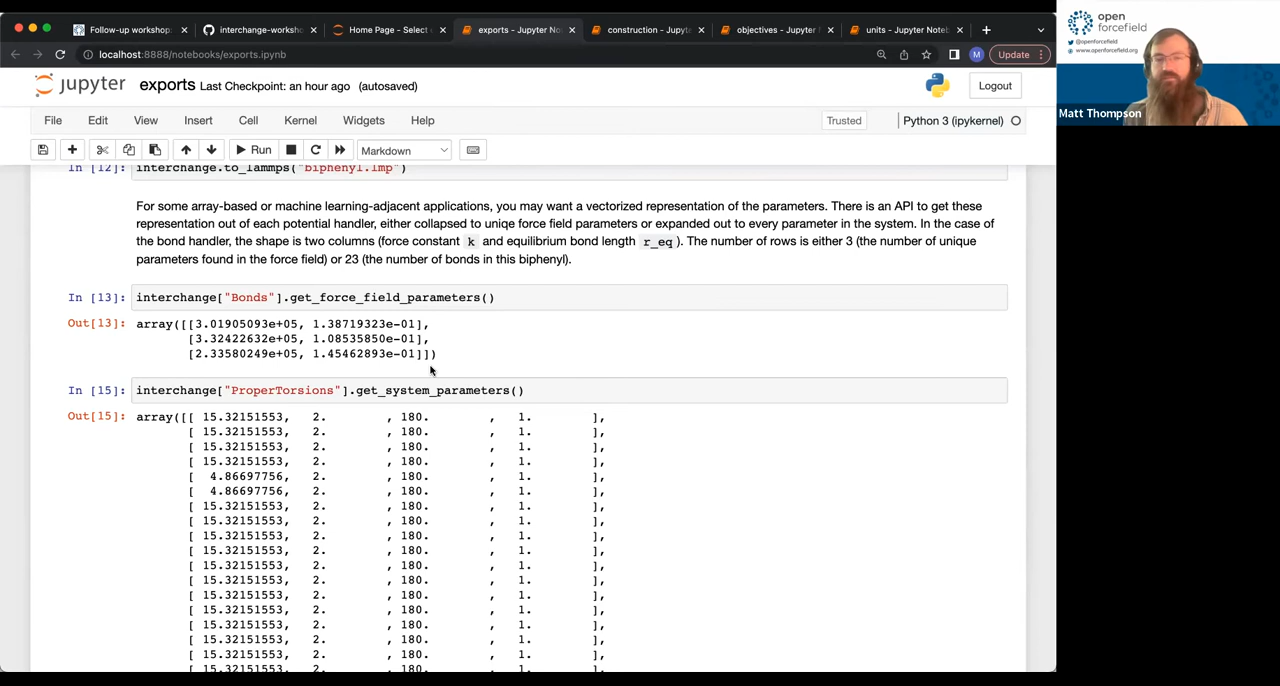 Follow-up workshop:
interchange-worksho
Home Page - Select
exports - Jupyter No
construction - Jupyte
objectives - Jupyter
units - Jupyter Noteb
localhost:8888/notebooks/exports.ipynb
M
Update
open
forcefield
@openforcefield
www.openforcefield.org
Matt Thompson
jupyter
exports Last Checkpoint: an hour ago (autosaved)
Logout
File Edit View Insert Cell Kernel Widgets Help
Trusted
Python 3 (ipykernel)
Run
Markdown
In [12]: interchange.to_lammps("biphenyl.lmp")
For some array-based or machine learning-adjacent applications, you may want a vectorized representation of the parameters. There is an API to get these
representation out of each potential handler, either collapsed to uniqe force field parameters or expanded out to every parameter in the system. In the case of
the bond handler, the shape is two columns (force constant k and equilibrium bond length r_eq ). The number of rows is either 3 (the number of unique
parameters found in the force field) or 23 (the number of bonds in this biphenyl).
In [13]: interchange["Bonds"].get_force_field_parameters()
Out[13]: array([[3.01905093e+05, 1.38719323e-01],
[3.32422632e+05, 1.08535850e-01],
[2.33580249e+05, 1.45462893e-01]])
In [15]: interchange["ProperTorsions"].get_system_parameters()
Out[15]: array([[ 15.32151553, 2. , 180. , 1. ],
[ 15.32151553, 2. , 180. , 1. ],
[ 15.32151553, 2. , 180. , 1. ],
[ 15.32151553, 2. , 180. , 1. ],
[ 4.86697756, 2. , 180. , 1. ],
[ 4.86697756, 2. , 180. , 1. ],
[ 15.32151553, 2. , 180. , 1. ],
[ 15.32151553, 2. , 180. , 1. ],
[ 15.32151553, 2. , 180. , 1. ],
[ 15.32151553, 2. , 180. , 1. ],
[ 15.32151553, 2. , 180. , 1. ],
[ 15.32151553, 2. , 180. , 1. ],
[ 15.32151553, 2. , 180. , 1. ],
[ 15.32151553, 2. , 180. , 1. ],
[ 15.32151553, 2. , 180. , 1. ],
[ 15.32151553, 2. , 180. , 1. ],
[ 15.32151553, 2. , 180. , 1. ],
[ 15.32151553, 2. , 180. , 1. ],